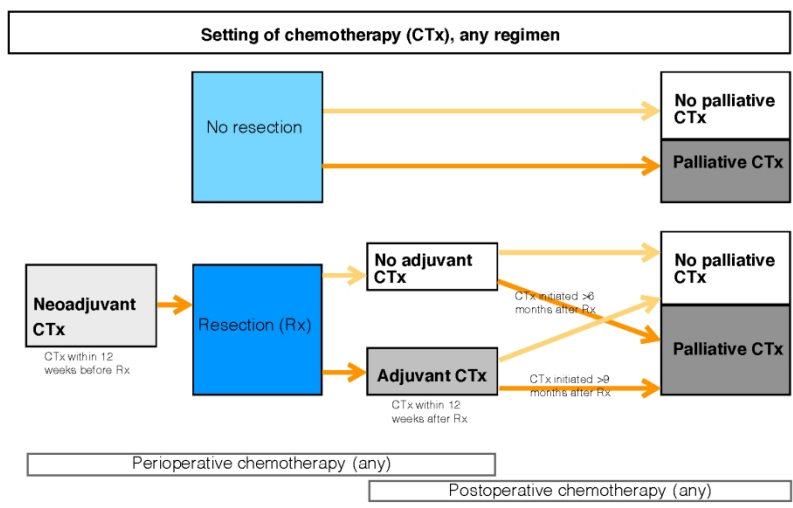 Setting of chemotherapy (CTx), any regimen
No resection
No palliative
CTx
Palliative CTx
No adjuvant
CTx
No palliative
CTx
Neoadjuvant
CTx
Resection (Rx)
CTx initiated >6
months after Rx
Palliative CTx
CTx within 12
weeks before Rx
Adjuvant CTx
CTx initiated >9
months after Rx
CTx within 12
weeks after Rx
Perioperative chemotherapy (any)
Postoperative chemotherapy (any)